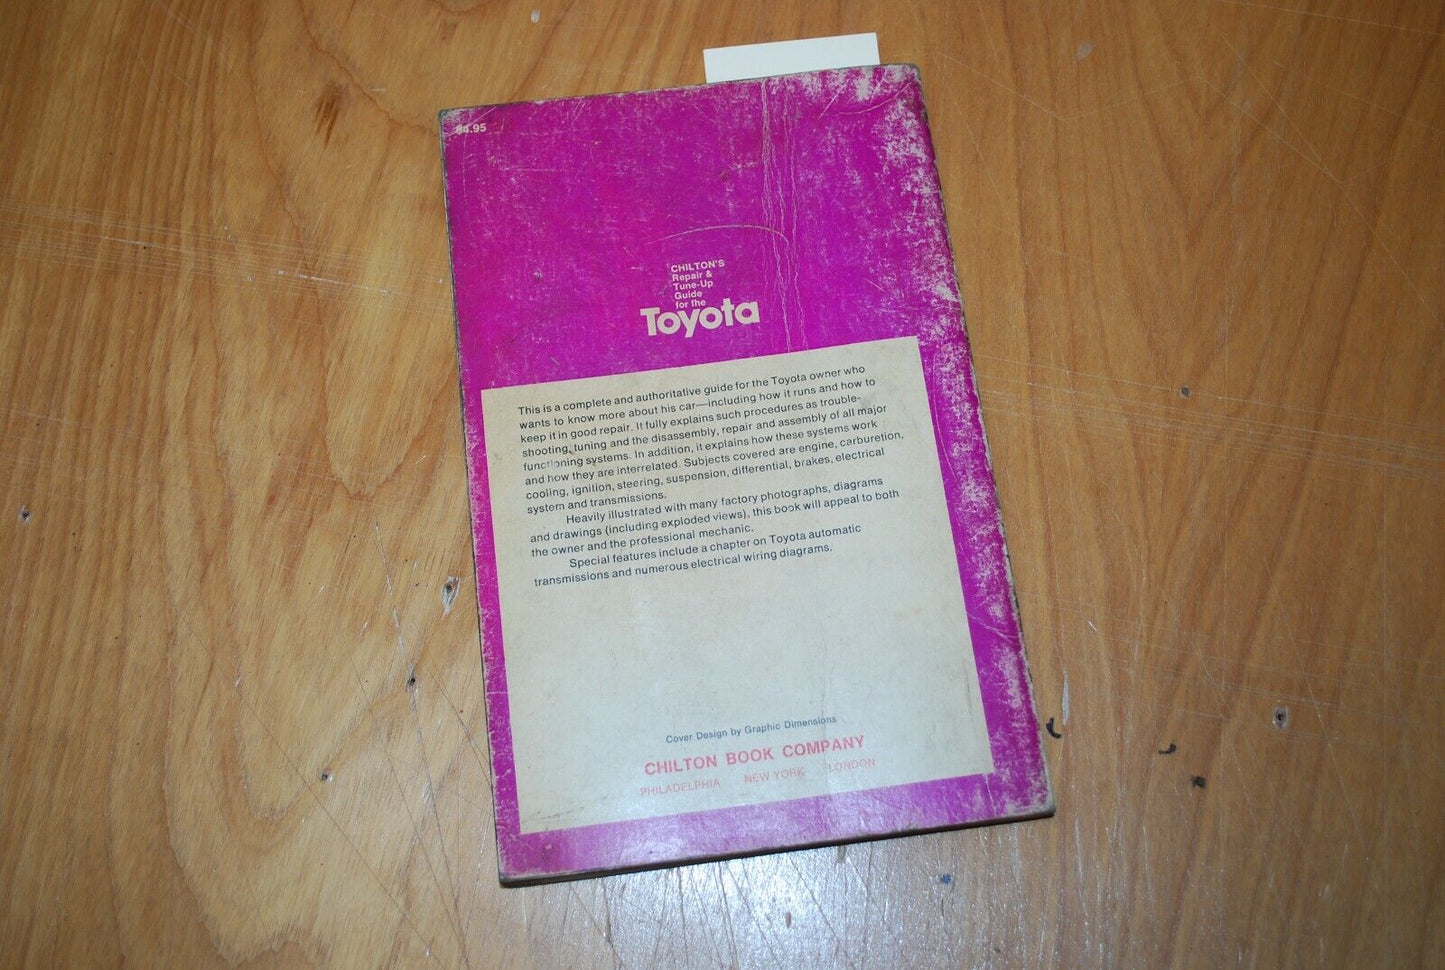 $4.95
CHILTON'S
Repair &
Tune-Up
Guide
for the
Toyota
This is a complete and authoritative guide for the Toyota owner who
wants to know more about his car—including how it runs and how to
keep it in good repair. It fully explains such procedures as trouble-
shooting, tuning and the disassembly, repair and assembly of all major
functioning systems. In addition, it explains how these systems work
and how they are interrelated. Subjects covered are engine, carburetion,
cooling, ignition, steering, suspension, differential, brakes, electrical
system and transmissions.
Heavily illustrated with many factory photographs, diagrams
and drawings (including exploded views), this book will appeal to both
the owner and the professional mechanic.
Special features include a chapter on Toyota automatic
transmissions and numerous electrical wiring diagrams.
Cover Design by Graphic Dimensions
CHILTON BOOK COMPANY
PHILADELPHIA NEW YORK LONDON